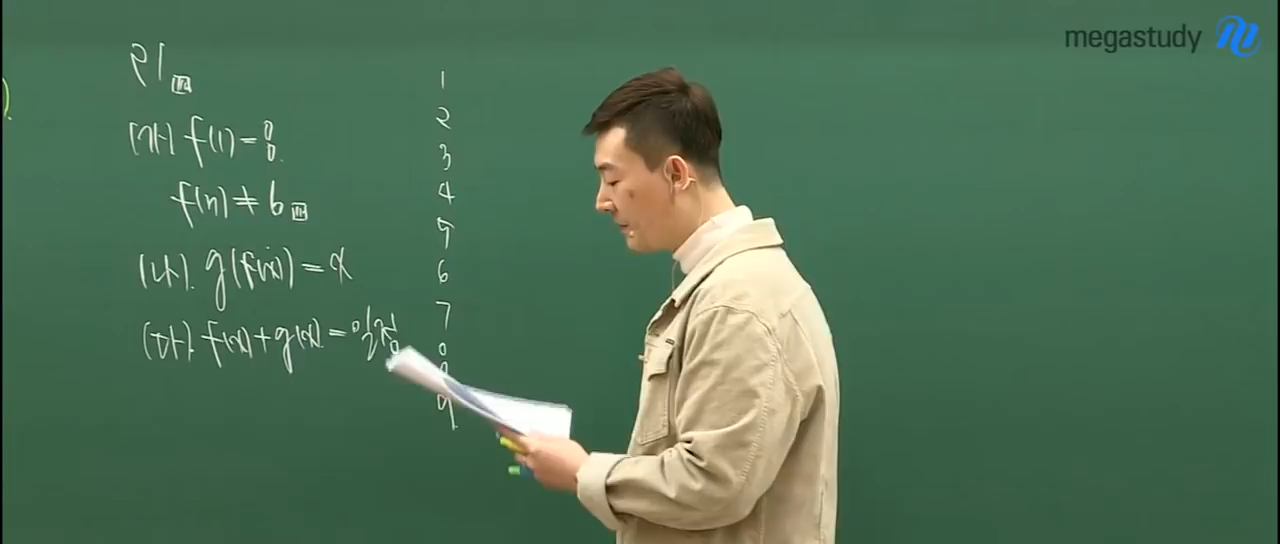 megastudy
21
(가) f(1)=8.
f(n)≠6
(나). g(f(x))=x
(다). f(x)+g(x)=일정
1
2
3
4
5
6
7
8
9